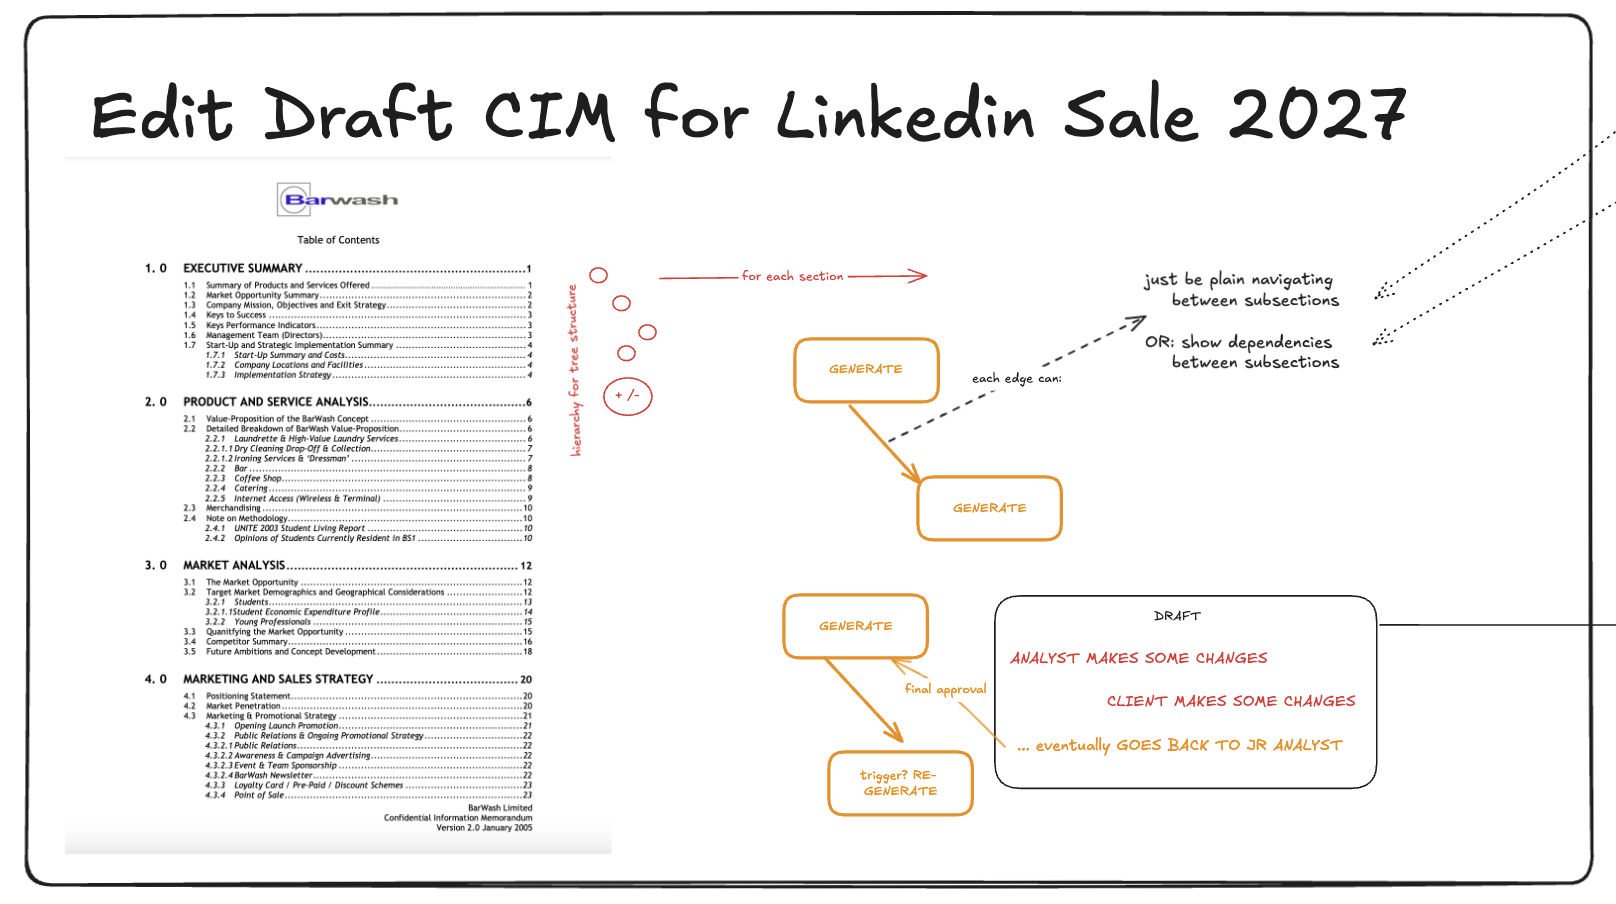 Edit Draft CIM for Linkedin Sale 2027
Barwash
Table of Contents
1. 0 EXECUTIVE SUMMARY ........ 1
1.1 Summary of Products and Services Offered ........ 1
1.2 Market Opportunity Summary ........ 2
1.3 Company Mission, Objectives and Exit Strategy ........ 2
1.4 Keys to Success ........ 3
1.5 Keys Performance Indicators ........ 3
1.6 Management Team (Directors) ........ 3
1.7 Start-Up and Strategic Implementation Summary ........ 4
1.7.1 Start-Up Summary and Costs ........ 4
1.7.2 Company Locations and Facilities ........ 4
1.7.3 Implementation Strategy ........ 4
2. 0 PRODUCT AND SERVICE ANALYSIS ........ 6
2.1 Value-Proposition of the BarWash Concept ........ 6
2.2 Detailed Breakdown of BarWash Value-Proposition ........ 6
2.2.1 Laundrette & High-Value Laundry Services ........ 6
2.2.1.1 Dry Cleaning Drop-Off & Collection ........ 7
2.2.1.2 Ironing Services & ‘Dressman’ ........ 7
2.2.2 Bar ........ 8
2.2.3 Coffee Shop ........ 8
2.2.4 Catering ........ 9
2.2.5 Internet Access (Wireless & Terminal) ........ 9
2.3 Merchandising ........ 10
2.4 Note on Methodology ........ 10
2.4.1 UNITE 2003 Student Living Report ........ 10
2.4.2 Opinions of Students Currently Resident in BS1 ........ 10
3. 0 MARKET ANALYSIS ........ 12
3.1 The Market Opportunity ........ 12
3.2 Target Market Demographics and Geographical Considerations ........ 12
3.2.1 Students ........ 13
3.2.1.1Student Economic Expenditure Profile ........ 14
3.2.2 Young Professionals ........ 15
3.3 Quanitfying the Market Opportunity ........ 15
3.4 Competitor Summary ........ 16
3.5 Future Ambitions and Concept Development ........ 18
4. 0 MARKETING AND SALES STRATEGY ........ 20
4.1 Positioning Statement ........ 20
4.2 Market Penetration ........ 20
4.3 Marketing & Promotional Strategy ........ 21
4.3.1 Opening Launch Promotion ........ 21
4.3.2 Public Relations & Ongoing Promotional Strategy ........ 22
4.3.2.1 Public Relations ........ 22
4.3.2.2 Awareness & Campaign Advertising ........ 22
4.3.2.3 Event & Team Sponsorship ........ 22
4.3.2.4 BarWash Newsletter ........ 22
4.3.3 Loyalty Card / Pre-Paid / Discount Schemes ........ 23
4.3.4 Point of Sale ........ 23
BarWash Limited
Confidential Information Memorandum
Version 2.0 January 2005
hierarchy for tree structure
+ /-
for each section
GENERATE
each edge can:
GENERATE
just be plain navigating
between subsections
OR: show dependencies
between subsections
GENERATE
final approval
trigger? RE-
GENERATE
DRAFT
ANALYST MAKES SOME CHANGES
CLIENT MAKES SOME CHANGES
... eventually GOES BACK TO JR ANALYST